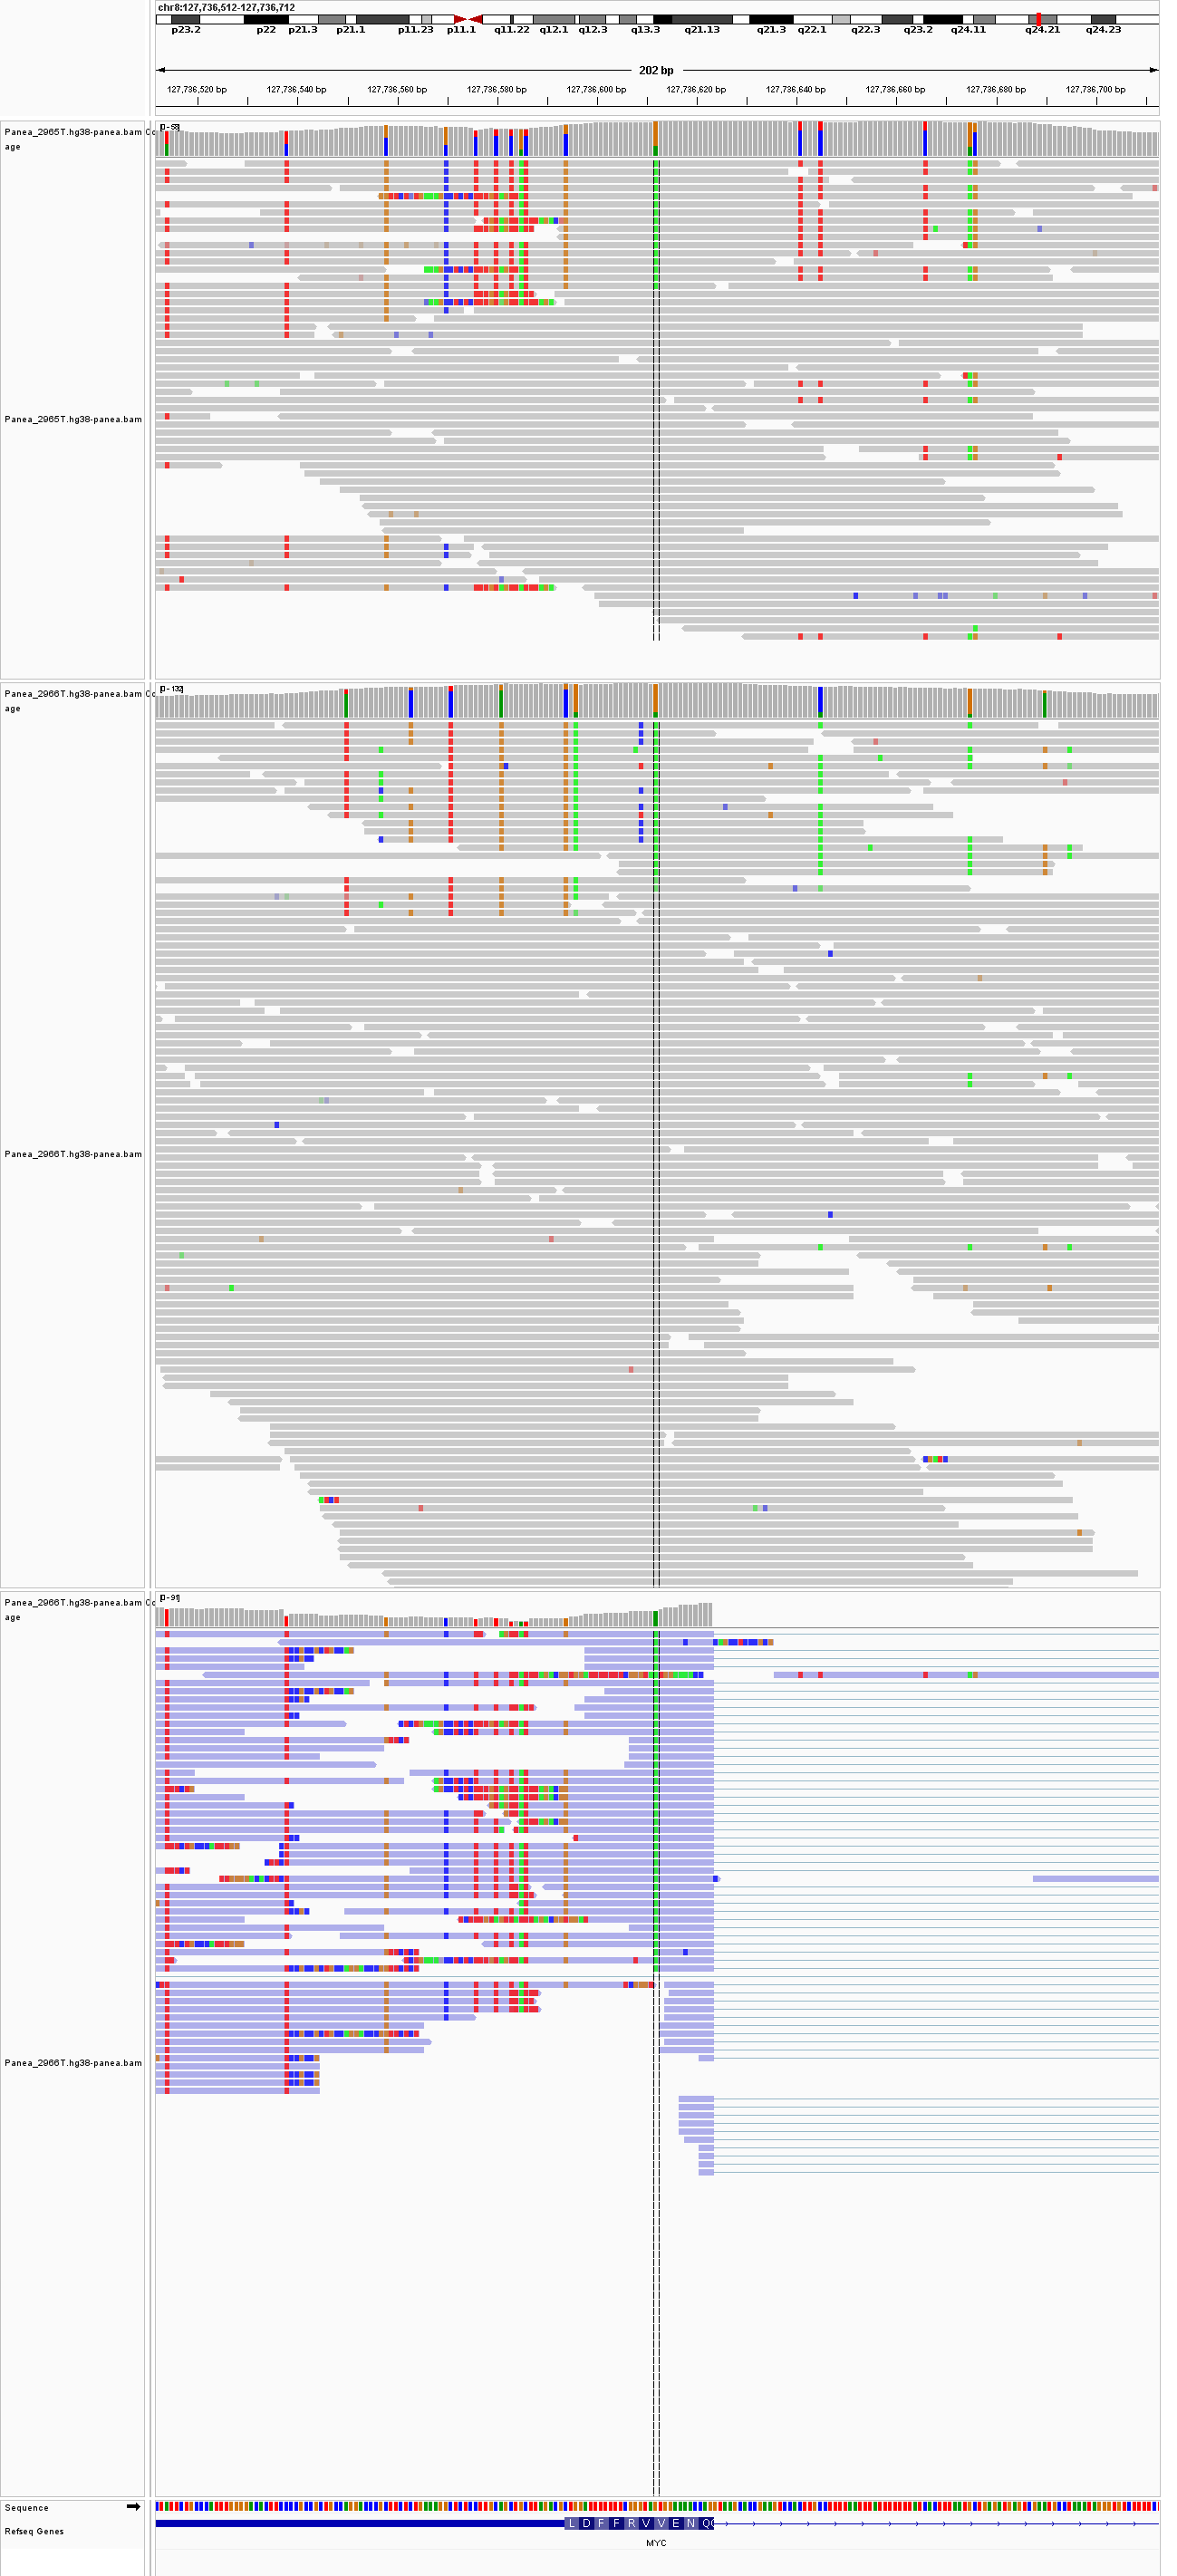 chr8:127,736,512-127,736,712
p23.2 p22 p21.3 p21.1 p11.23 p11.1 q11.22 q12.1 q12.3 q13.3 q21.13 q21.3 q22.1 q22.3 q23.2 q24.11 q24.21 q24.23
202 bp
127,736,520 bp 127,736,540 bp 127,736,560 bp 127,736,580 bp 127,736,600 bp 127,736,620 bp 127,736,640 bp 127,736,660 bp 127,736,680 bp 127,736,700 bp
Panea_2965T.hg38-panea.bam Co
age
[0 - 58]
Panea_2965T.hg38-panea.bam
Panea_2966T.hg38-panea.bam Co
age
[0 - 132]
Panea_2966T.hg38-panea.bam
Panea_2966T.hg38-panea.bam Co
age
[0 - 91]
Panea_2966T.hg38-panea.bam
Sequence
Refseq Genes
L D F F R V V E N Q
MYC